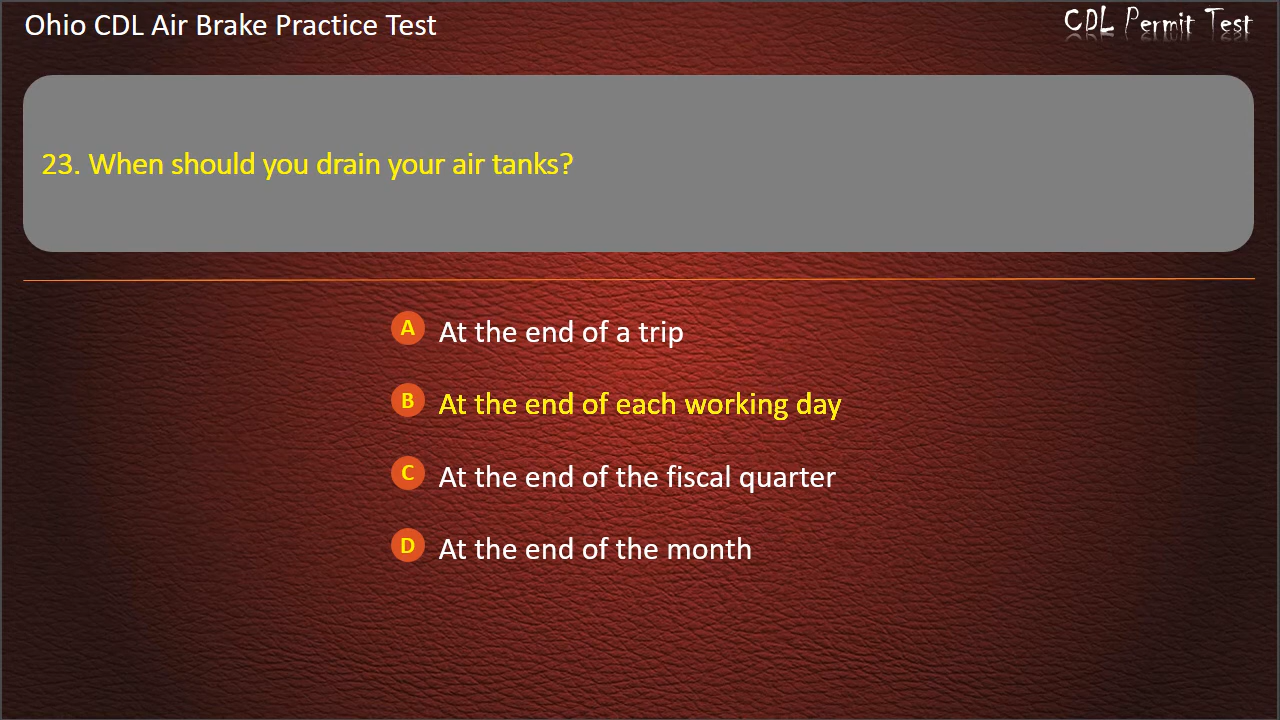 Ohio CDL Air Brake Practice Test
CDL Permit Test
23. When should you drain your air tanks?
A At the end of a trip
B At the end of each working day
C At the end of the fiscal quarter
D At the end of the month